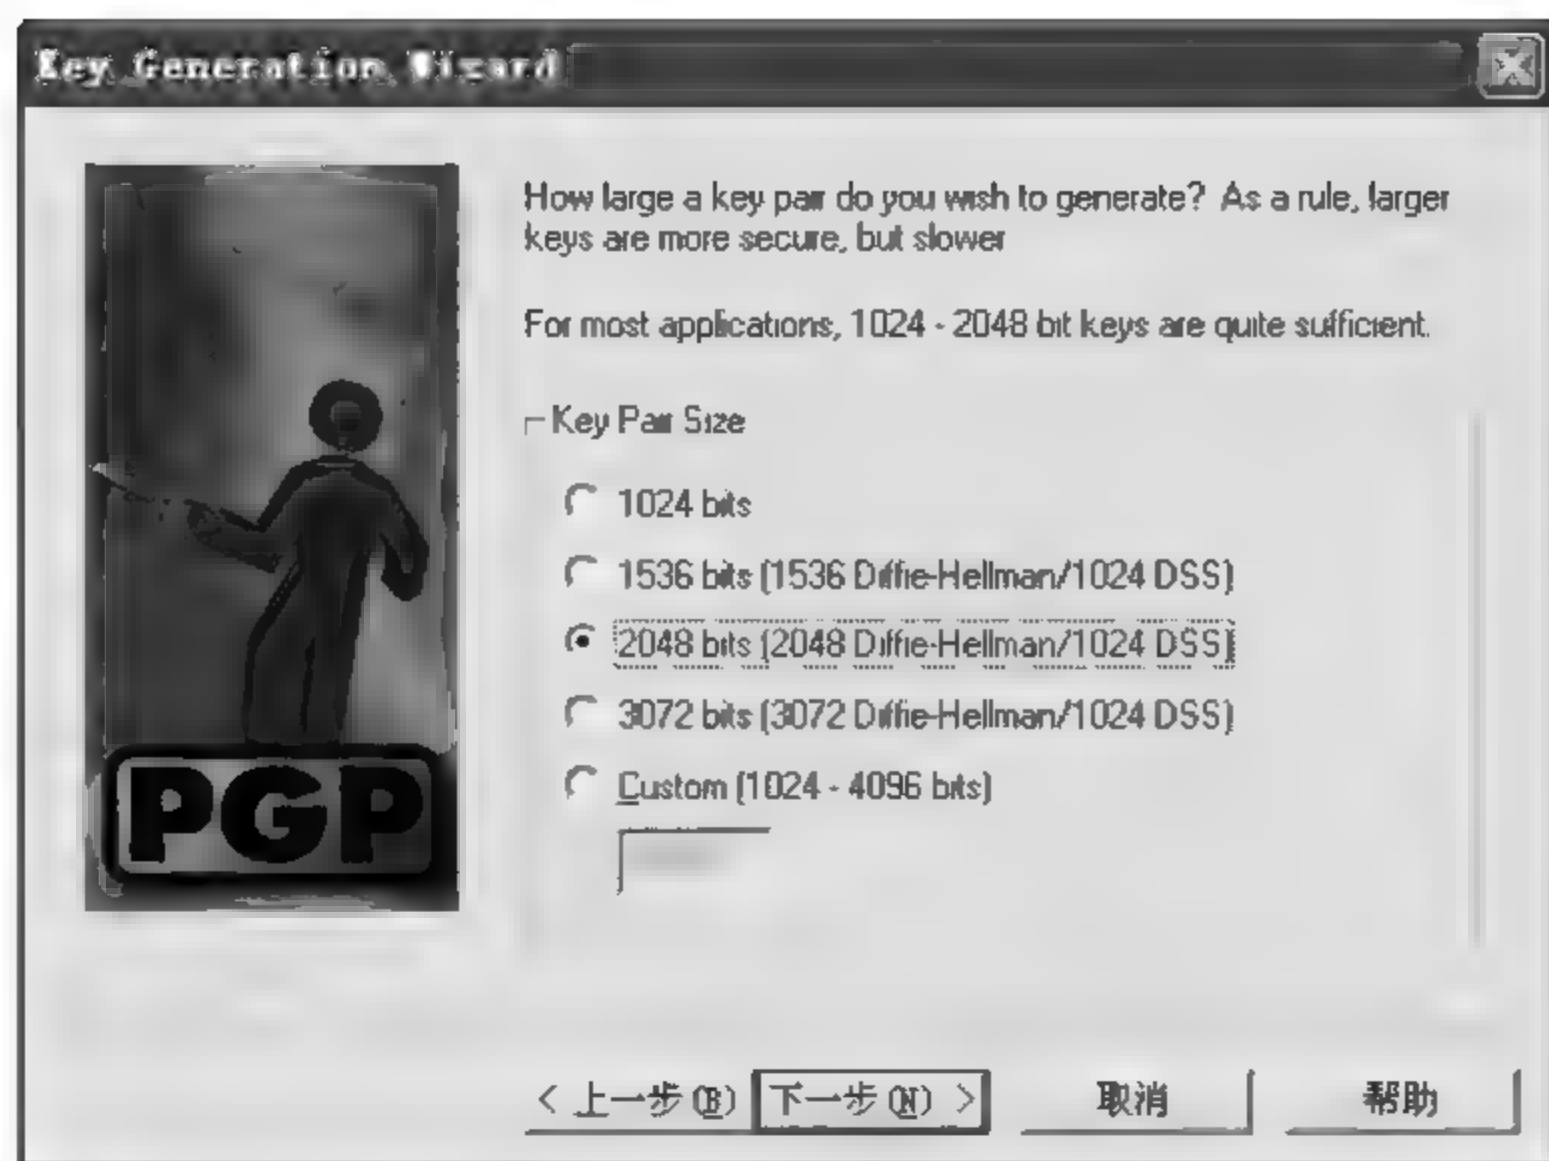 Key Generation Wizard
How large a key pair do you wish to generate? As a rule, larger
keys are more secure, but slower
For most applications, 1024 - 2048 bit keys are quite sufficient.
Key Pair Size
1024 bits
1536 bits (1536 Diffie-Hellman/1024 DSS)
2048 bits (2048 Diffie-Hellman/1024 DSS)
3072 bits (3072 Diffie-Hellman/1024 DSS)
Custom (1024 - 4096 bits)
PGP
< 上一步(B) 下一步(N) > 取消 帮助